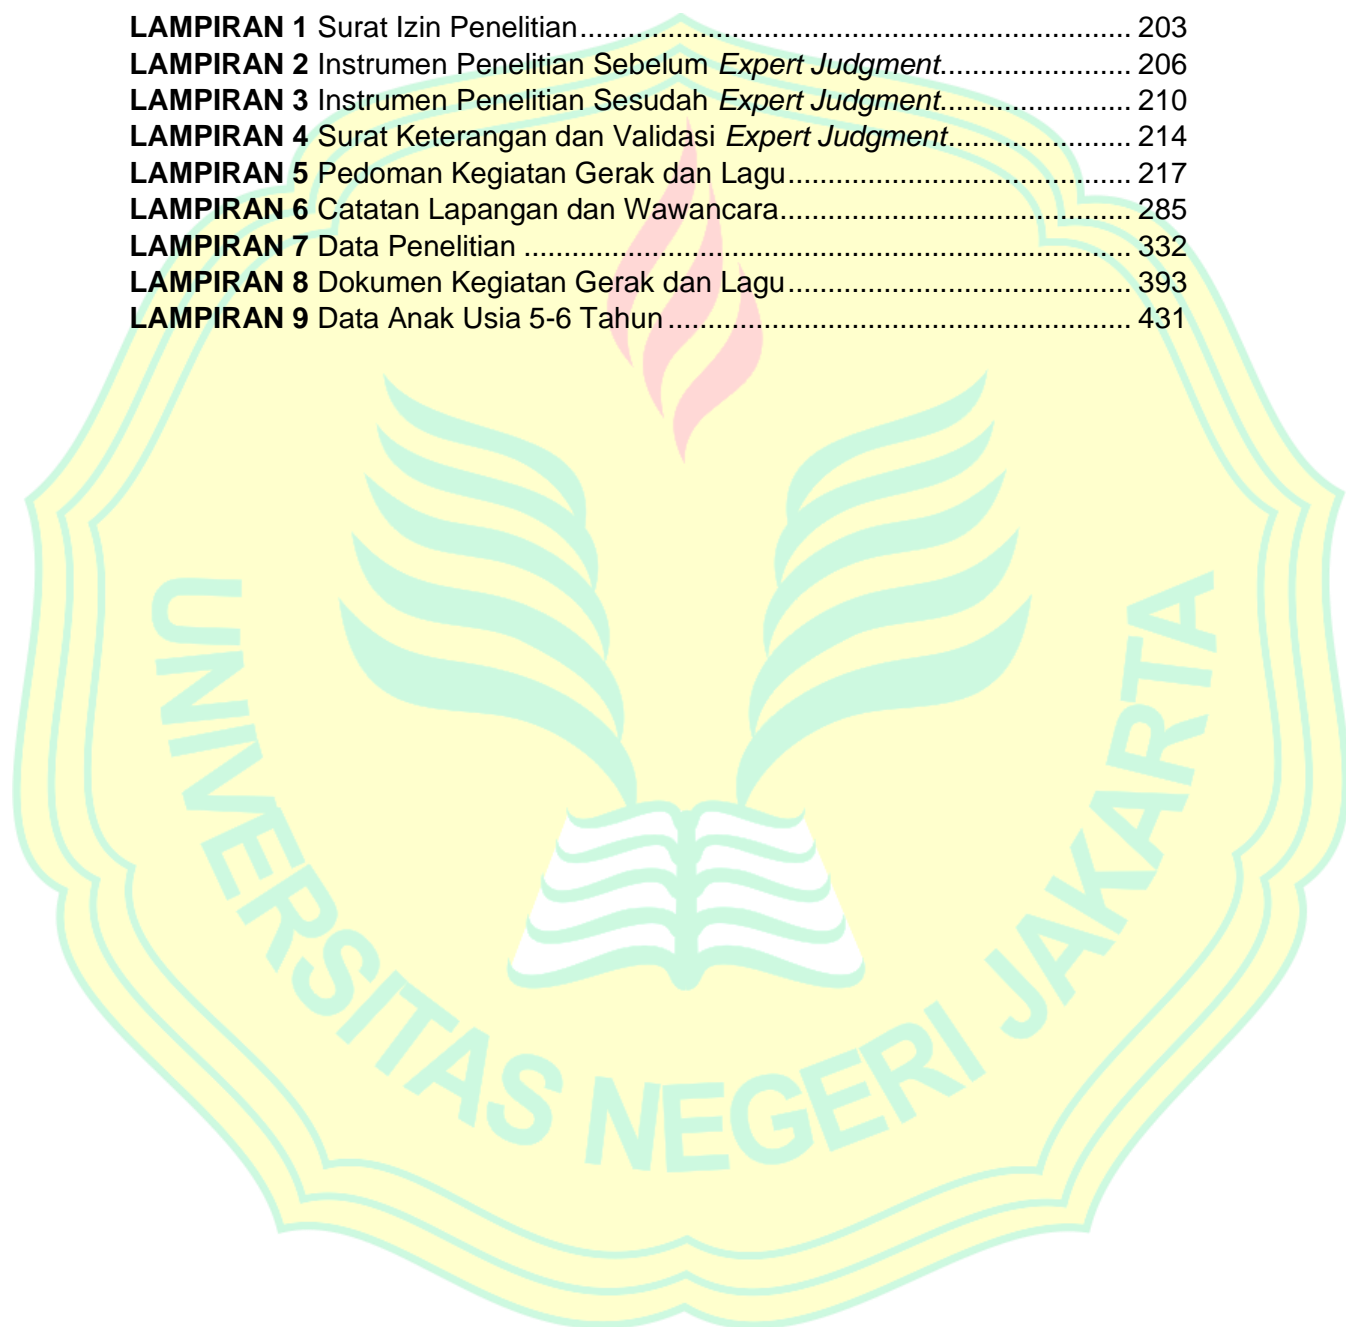 LAMPIRAN 1 Surat Izin Penelitian..................................................................... 203
LAMPIRAN 2 Instrumen Penelitian Sebelum Expert Judgment........................ 206
LAMPIRAN 3 Instrumen Penelitian Sesudah Expert Judgment........................ 210
LAMPIRAN 4 Surat Keterangan dan Validasi Expert Judgment....................... 214
LAMPIRAN 5 Pedoman Kegiatan Gerak dan Lagu........................................... 217
LAMPIRAN 6 Catatan Lapangan dan Wawancara............................................ 285
LAMPIRAN 7 Data Penelitian ............................................................................ 332
LAMPIRAN 8 Dokumen Kegiatan Gerak dan Lagu........................................... 393
LAMPIRAN 9 Data Anak Usia 5-6 Tahun.......................................................... 431
UNIVERSITAS NEGERI JAKARTA